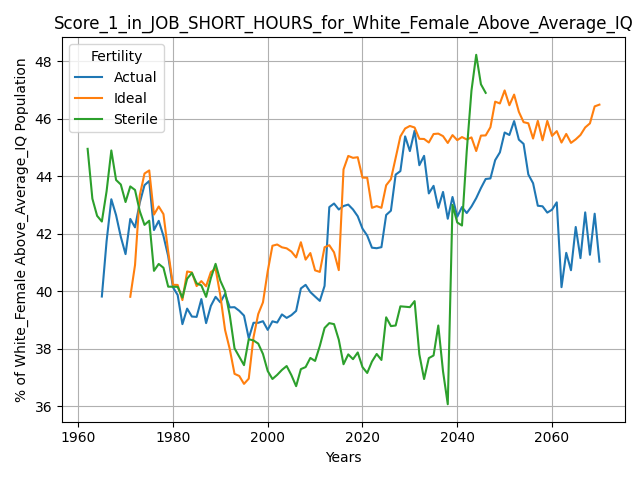 Score_1_in_JOB_SHORT_HOURS_for_White_Female_Above_Average_IQ
Fertility
Actual
Ideal
Sterile
% of White_Female Above_Average_IQ Population
48
46
44
42
40
38
36
1960
1980
2000
2020
2040
2060
Years